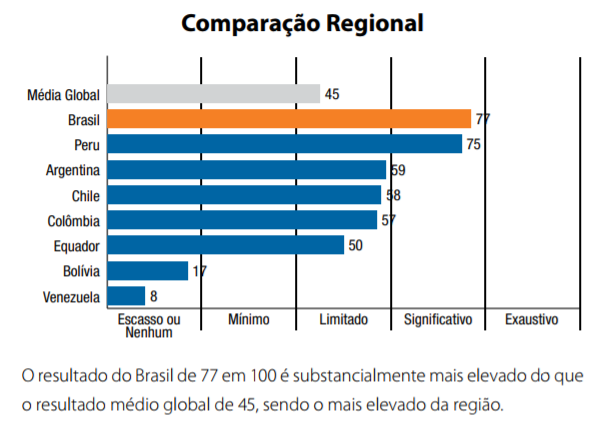 Comparação Regional
Média Global 45
Brasil 77
Peru 75
Argentina 59
Chile 58
Colômbia 57
Equador 50
Bolívia 17
Venezuela 8
Escasso ou Nenhum Mínimo Limitado Significativo Exaustivo
O resultado do Brasil de 77 em 100 é substancialmente mais elevado do que
o resultado médio global de 45, sendo o mais elevado da região.